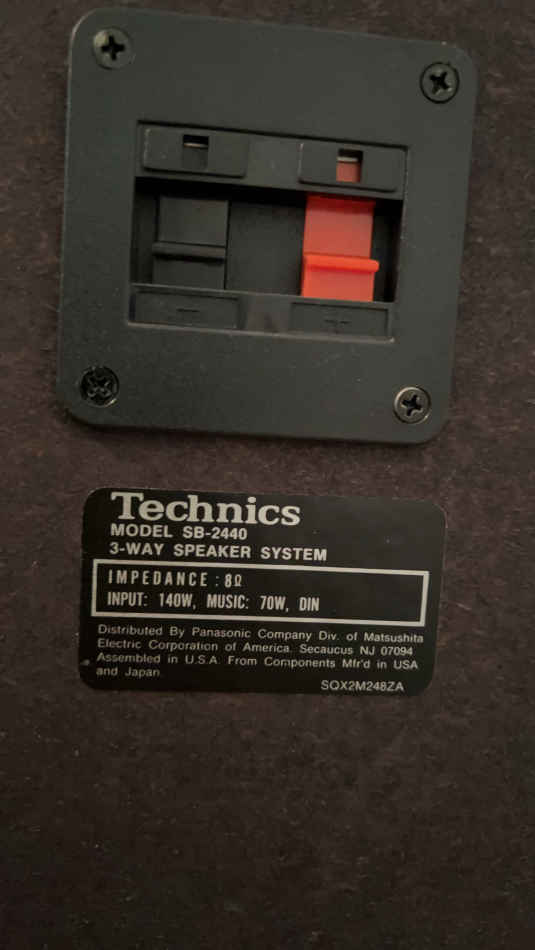 − +
Technics
MODEL SB-2440
3-WAY SPEAKER SYSTEM
IMPEDANCE : 8Ω
INPUT: 140W, MUSIC: 70W, DIN
Distributed By Panasonic Company Div. of Matsushita
Electric Corporation of America. Secaucus NJ 07094
Assembled in U.S.A. From Components Mfr'd in USA
and Japan.
SQX2M248ZA